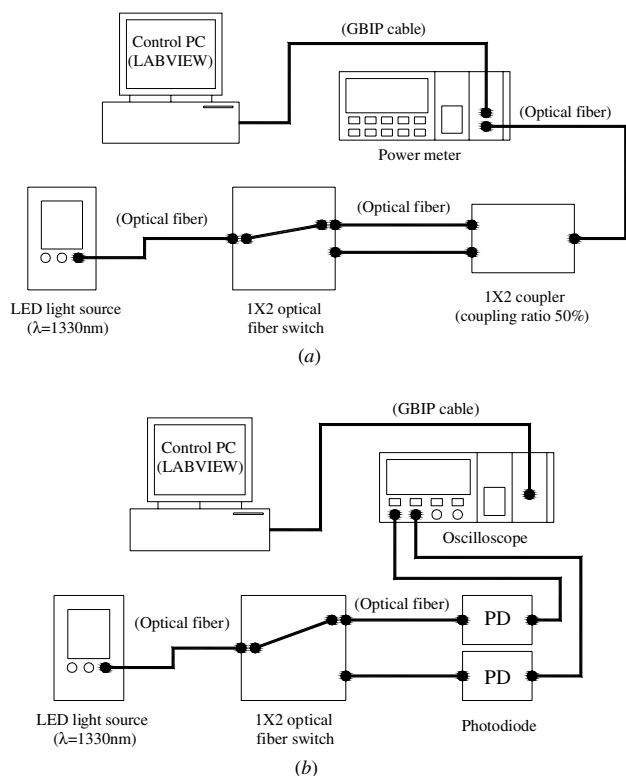 Control PC
(LABVIEW)
(GBIP cable)
(Optical fiber)
Power meter
(Optical fiber)
(Optical fiber)
LED light source
(λ=1330nm)
1X2 optical
fiber switch
1X2 coupler
(coupling ratio 50%)
(a)
(GBIP cable)
Control PC
(LABVIEW)
Oscilloscope
(Optical fiber)
(Optical fiber)
PD
PD
LED light source
(λ=1330nm)
1X2 optical
fiber switch
Photodiode
(b)